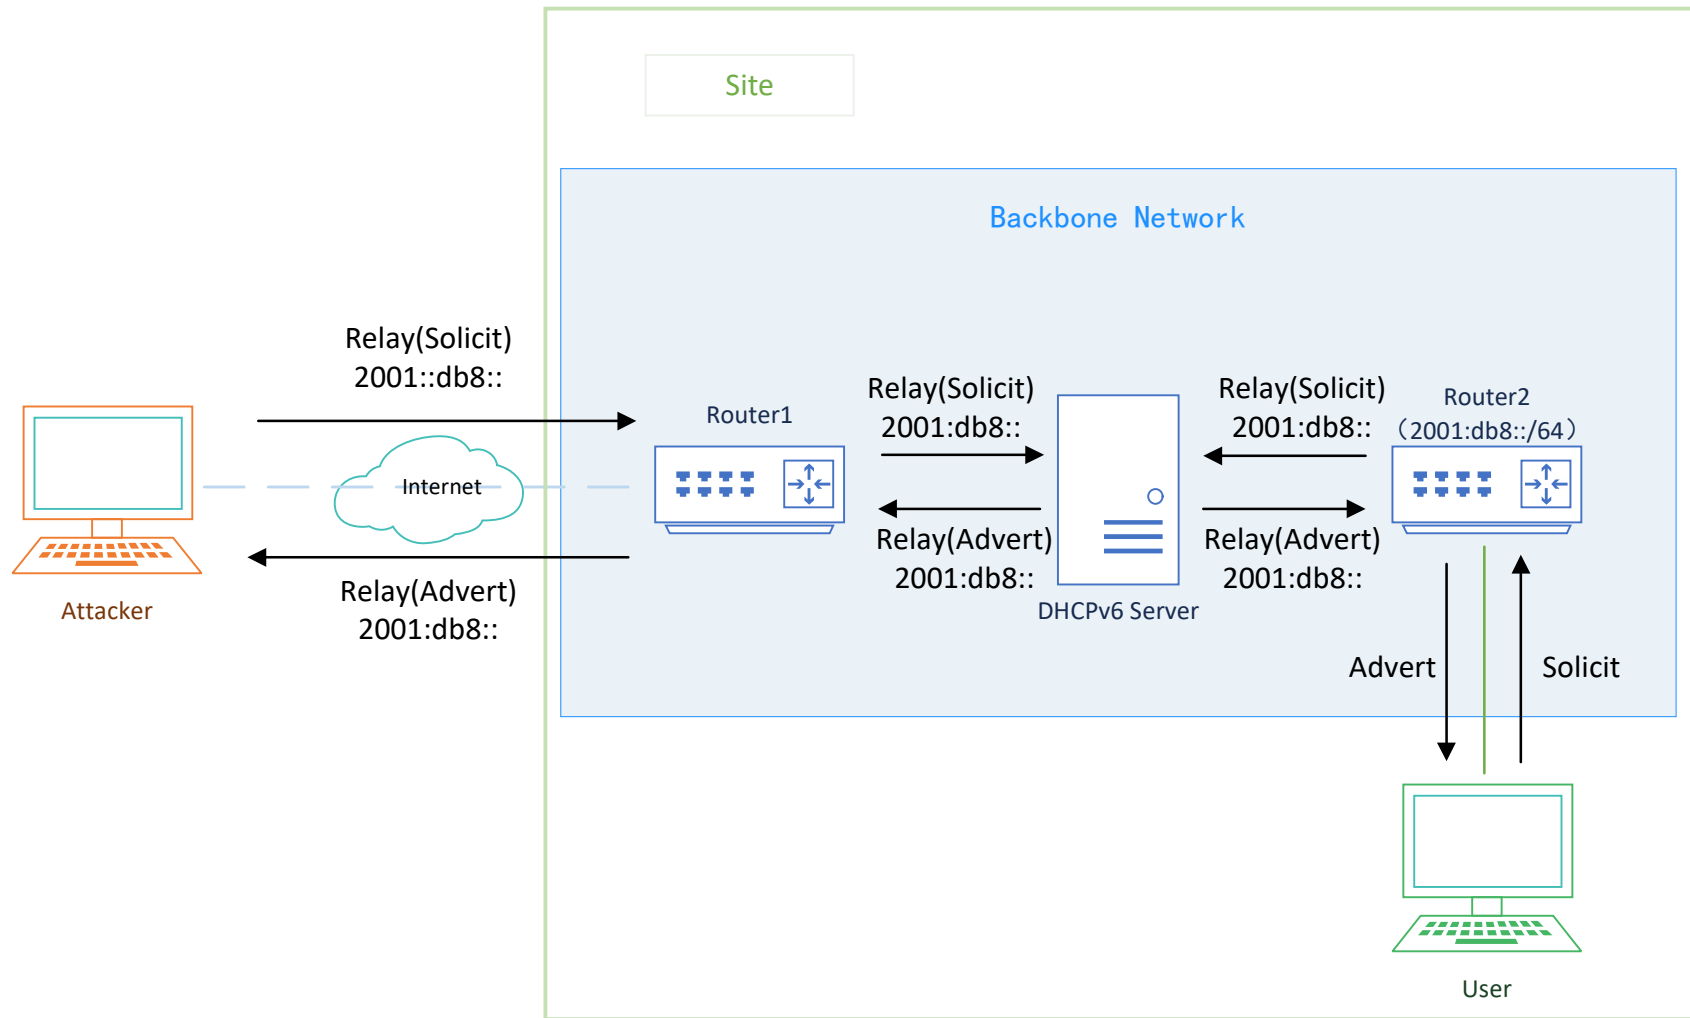 Site
Backbone Network
Relay(Solicit)
2001::db8::
Internet
Relay(Advert)
2001:db8::
Attacker
Router1
Relay(Solicit)
2001:db8::
Relay(Advert)
2001:db8::
DHCPv6 Server
Relay(Solicit)
2001:db8::
Relay(Advert)
2001:db8::
Router2
（2001:db8::/64）
Advert
Solicit
User